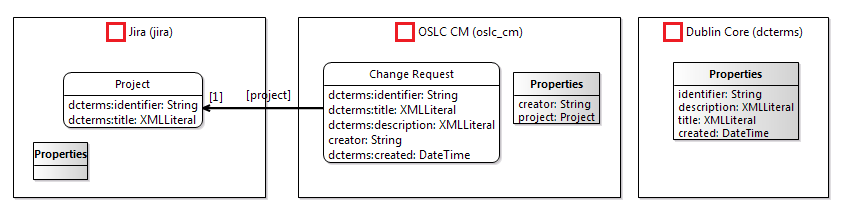 Jira (jira)
Project
dcterms:identifier: String
dcterms:title: XMLLiteral
Properties
[1]
[project]
OSLC CM (oslc_cm)
Change Request
dcterms:identifier: String
dcterms:title: XMLLiteral
dcterms:description: XMLLiteral
creator: String
dcterms:created: DateTime
Properties
creator: String
project: Project
Dublin Core (dcterms)
Properties
identifier: String
description: XMLLiteral
title: XMLLiteral
created: DateTime